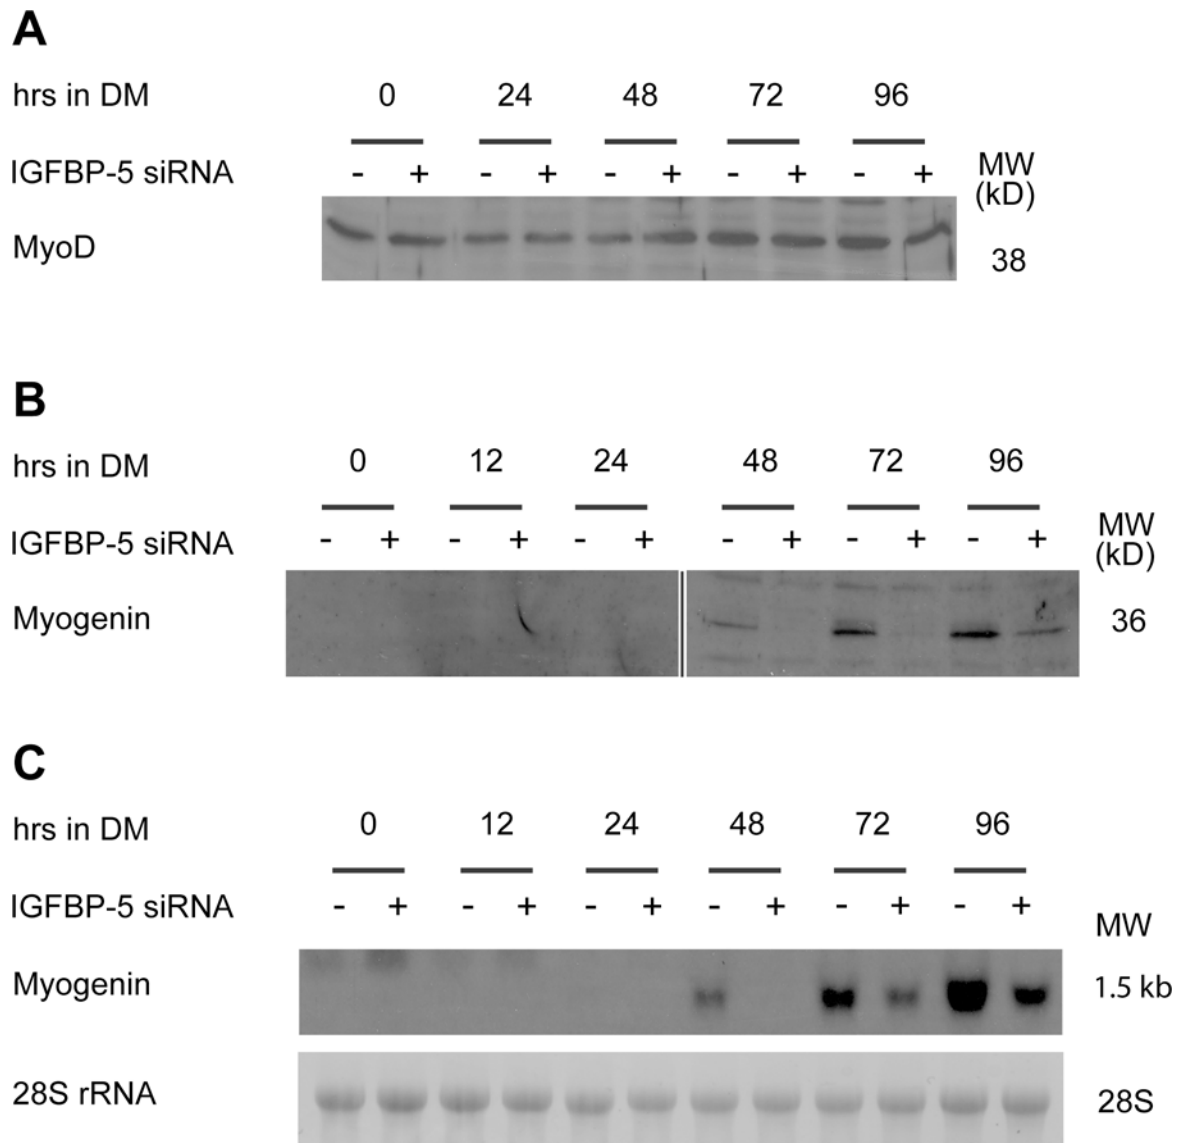 A
hrs in DM 0 24 48 72 96
IGFBP-5 siRNA - + - + - + - + - + MW
(kD)
MyoD 38
B
hrs in DM 0 12 24 48 72 96
IGFBP-5 siRNA - + - + - + - + - + - + MW
(kD)
Myogenin 36
C
hrs in DM 0 12 24 48 72 96
IGFBP-5 siRNA - + - + - + - + - + - + MW
Myogenin 1.5 kb
28S rRNA 28S